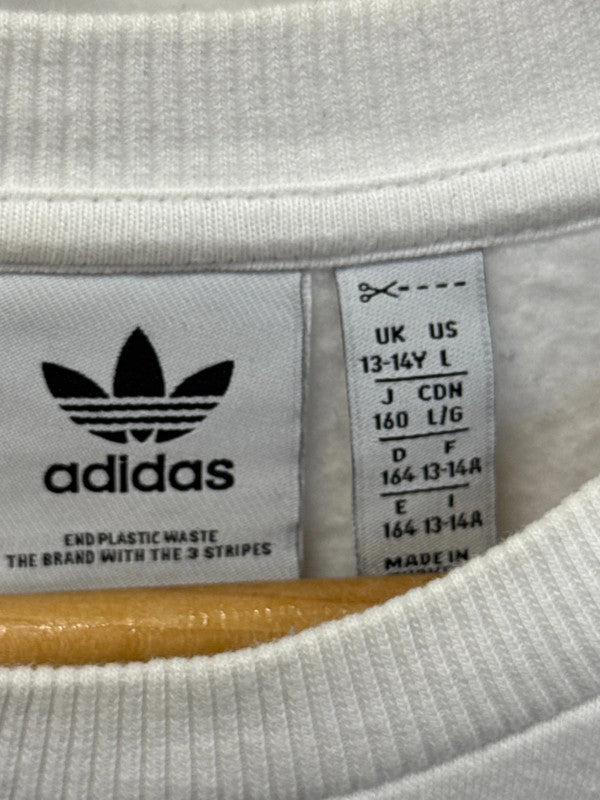 adidas
END PLASTIC WASTE
THE BRAND WITH THE 3 STRIPES
UK US
13-14Y L
J CDN
160 L/G
D F
164 13-14A
E I
164 13-14A
MADE IN